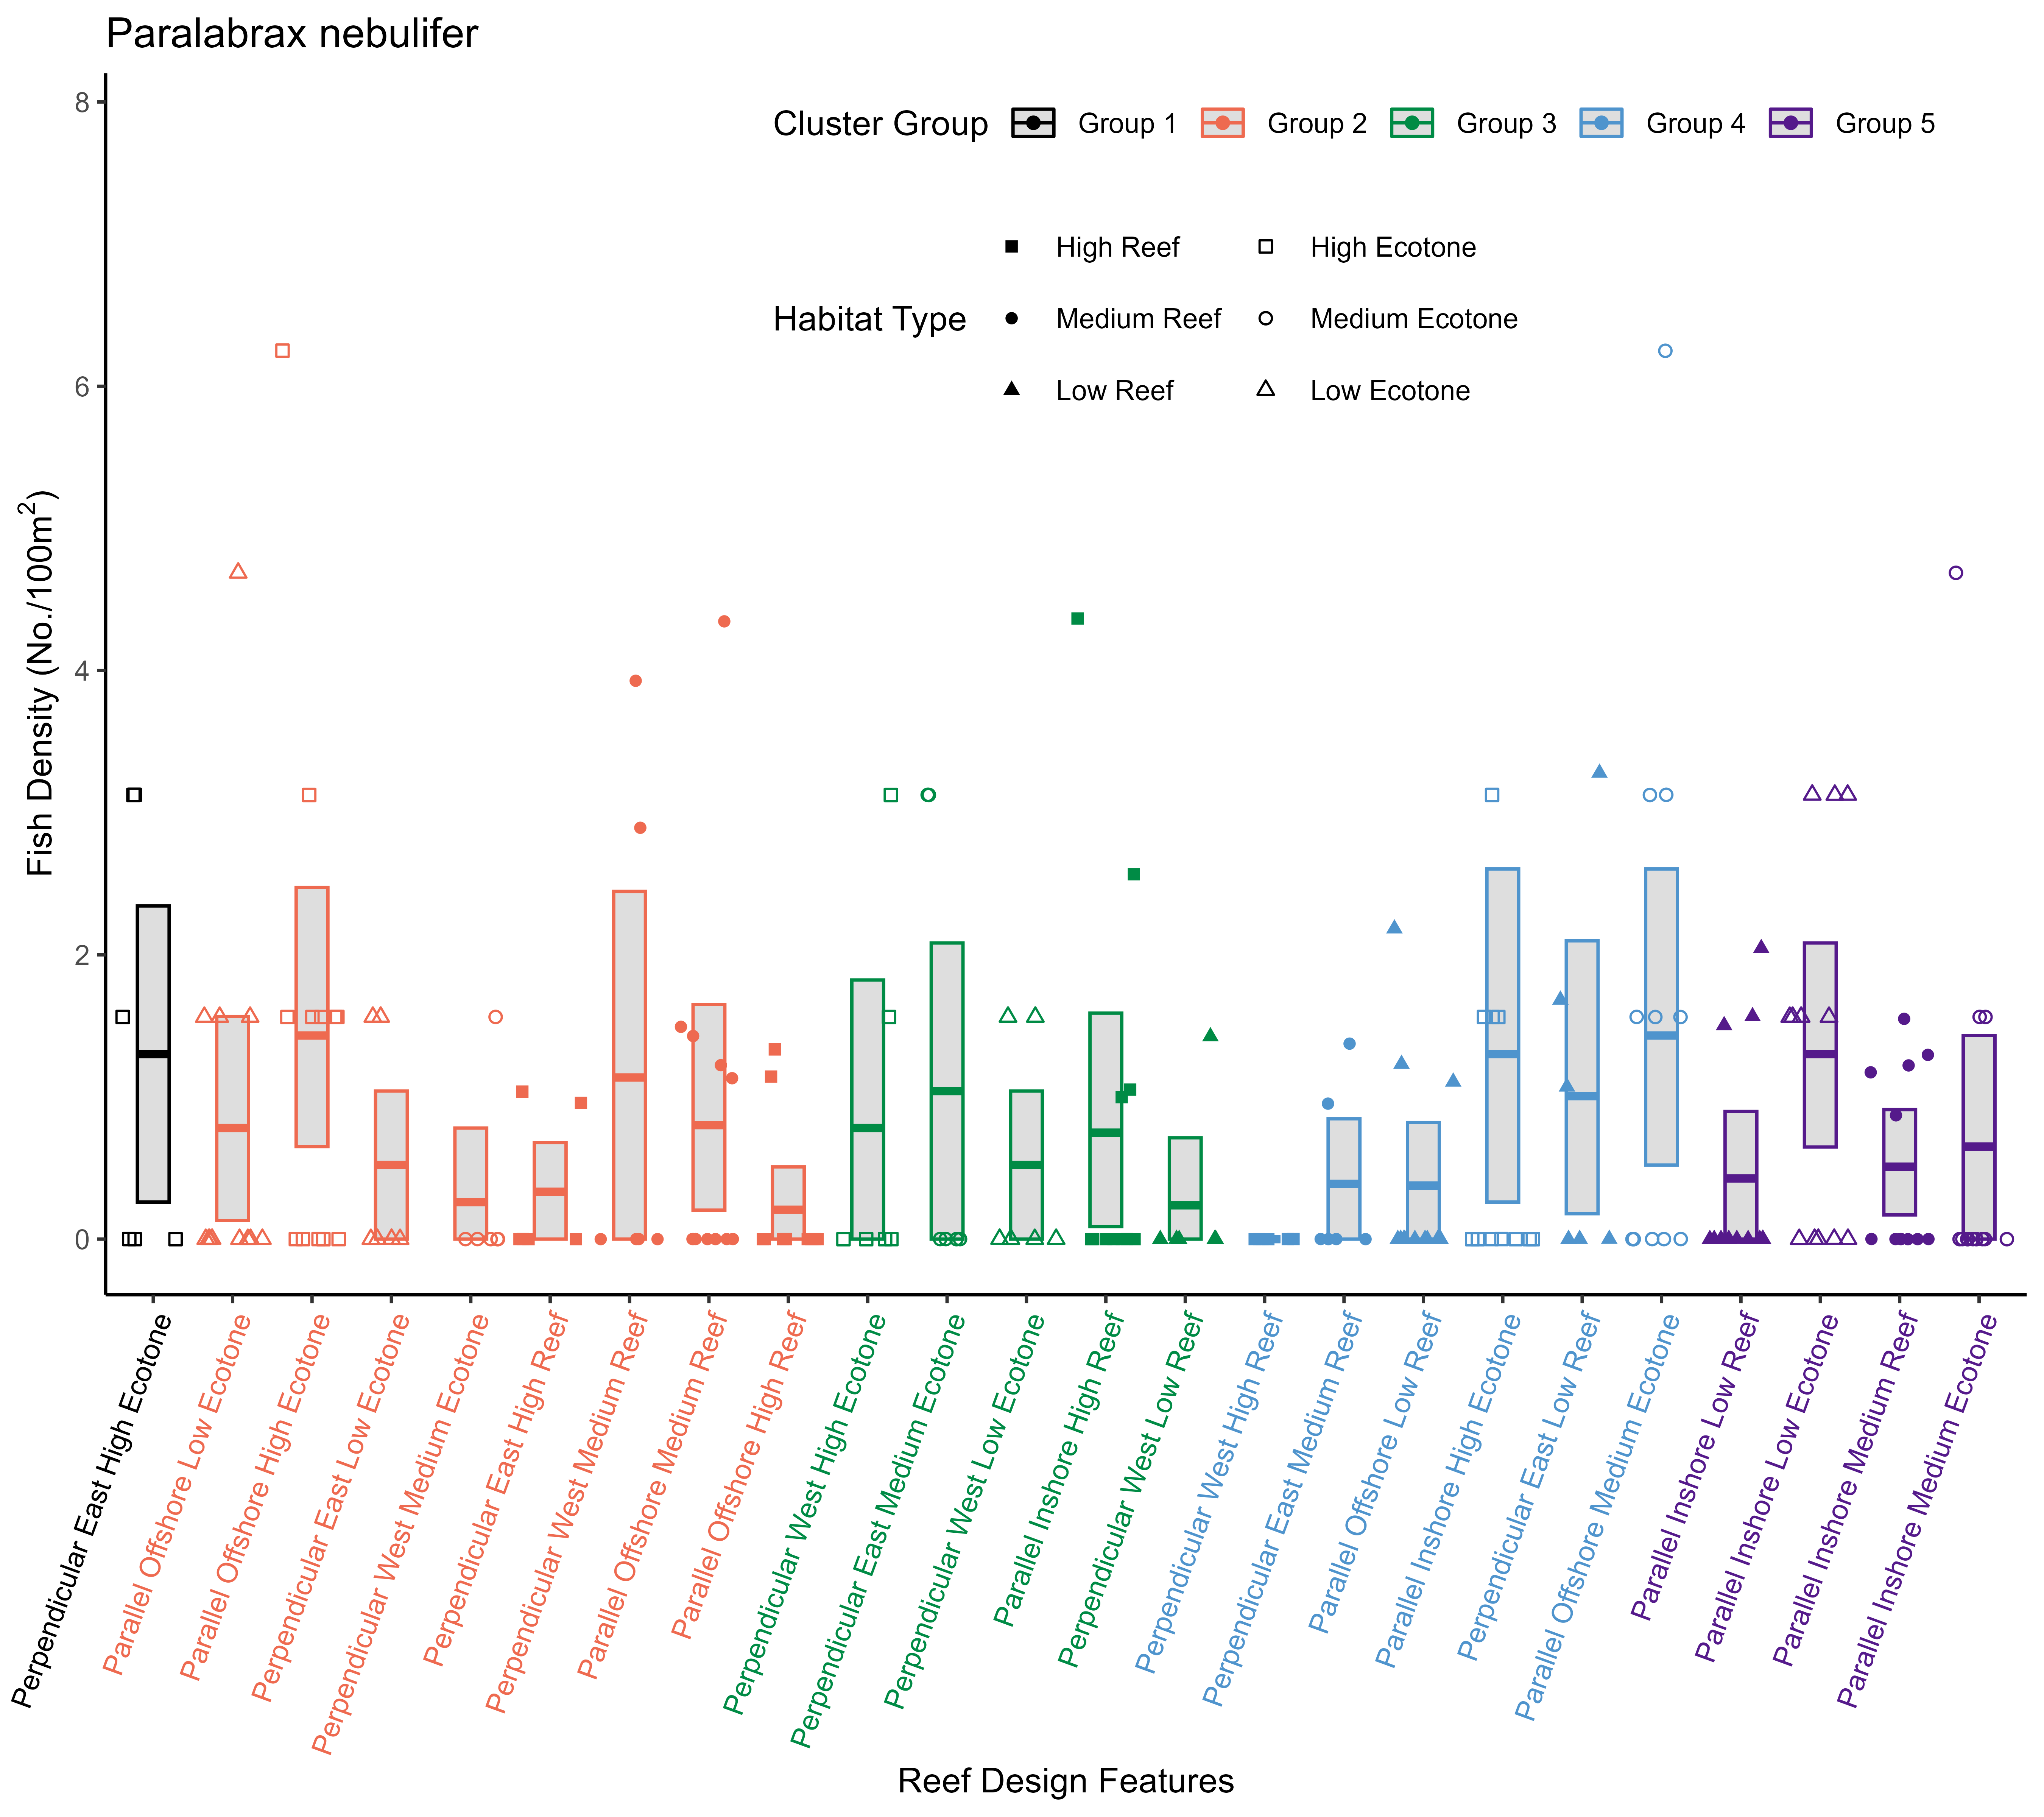 Paralabrax nebulifer
Cluster Group Group 1 Group 2 Group 3 Group 4 Group 5
High Reef High Ecotone
Habitat Type Medium Reef Medium Ecotone
Low Reef Low Ecotone
Fish Density (No./100m²)
8
6
4
2
0
Perpendicular East High Ecotone
Parallel Offshore Low Ecotone
Parallel Offshore High Ecotone
Perpendicular East Low Ecotone
Perpendicular West Medium Ecotone
Perpendicular East High Reef
Perpendicular West Medium Reef
Parallel Offshore Medium Reef
Parallel Offshore High Reef
Perpendicular West High Ecotone
Perpendicular East Medium Ecotone
Perpendicular West Low Ecotone
Parallel Inshore High Reef
Perpendicular West Low Reef
Perpendicular West High Reef
Perpendicular East Medium Reef
Parallel Offshore Low Reef
Parallel Inshore High Ecotone
Perpendicular East Low Reef
Parallel Offshore Medium Ecotone
Parallel Inshore Low Reef
Parallel Inshore Low Ecotone
Parallel Inshore Medium Reef
Parallel Inshore Medium Ecotone
Reef Design Features